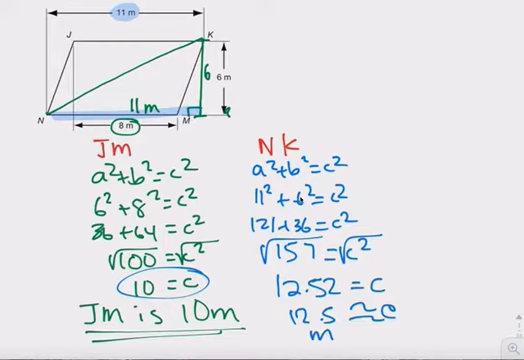 11 m
J
K
6
6 m
11m
N
M
8 m
Jm
a²+b²=c²
6²+8²=c²
36+64=c²
√100=√c²
10=c
Jm is 10m
NK
a²+b²=c²
11²+6²=c²
121+36=c²
√157=√c²
12.52=c
12.5≅c
m